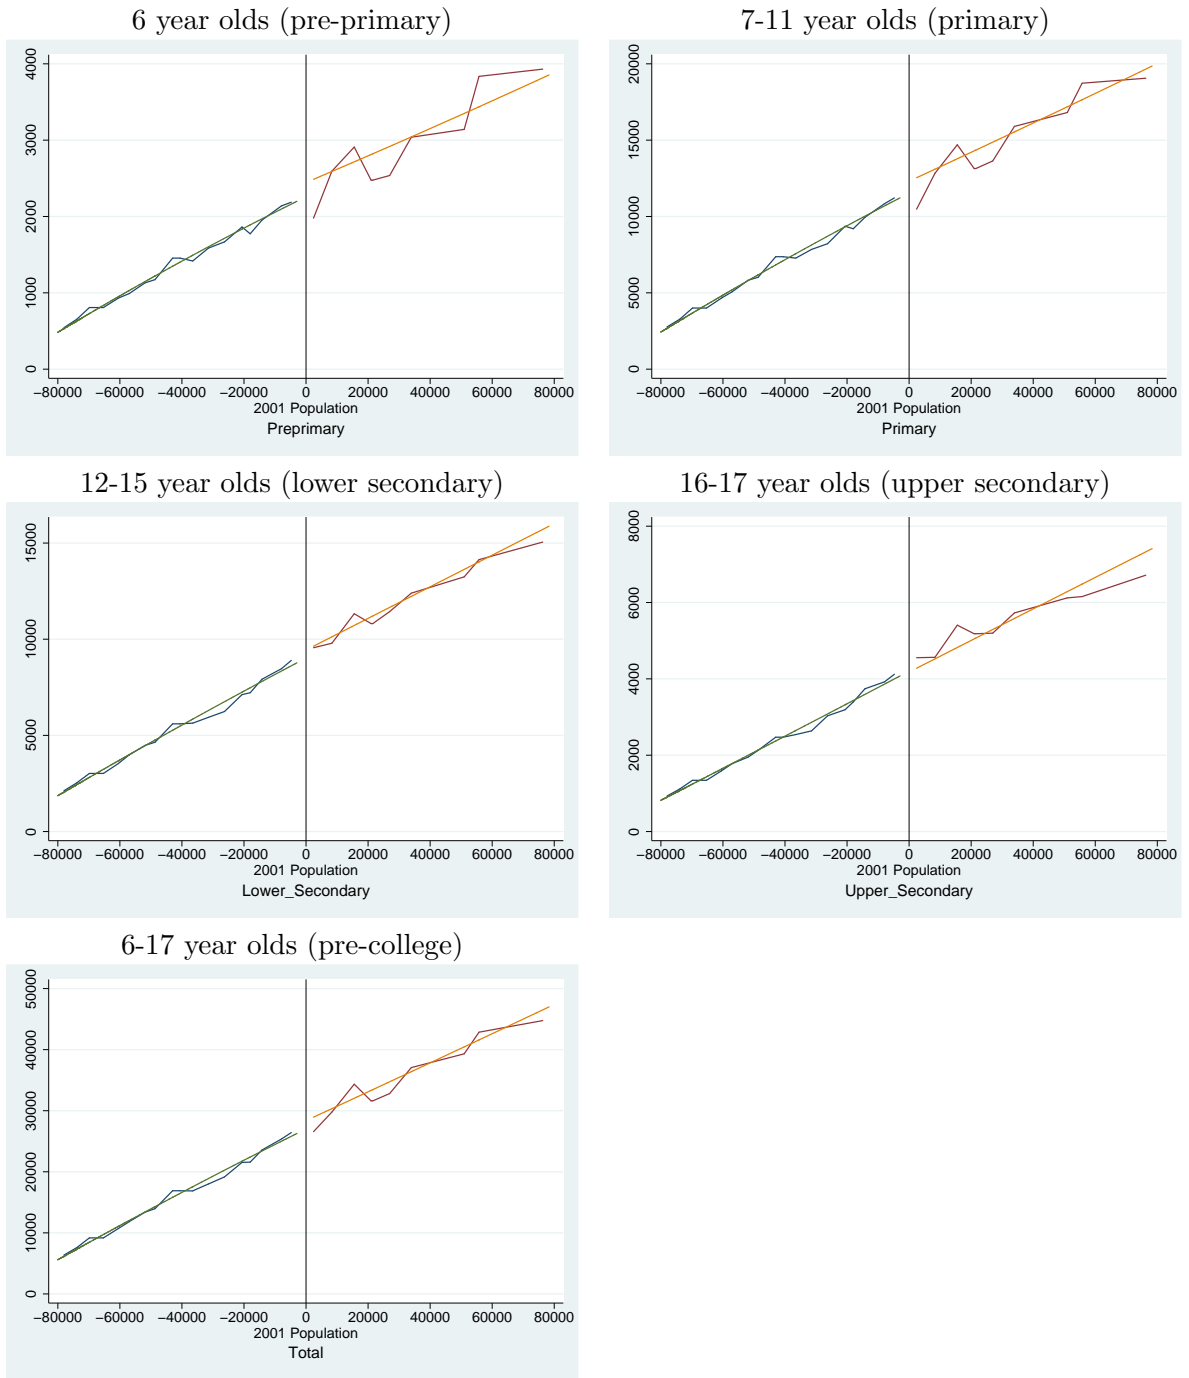 6 year olds (pre-primary)
4000
3000
2000
1000
0
−80000 −60000 −40000 −20000 0 20000 40000 60000 80000
2001 Population
Preprimary
7-11 year olds (primary)
20000
15000
10000
5000
0
−80000 −60000 −40000 −20000 0 20000 40000 60000 80000
2001 Population
Primary
12-15 year olds (lower secondary)
15000
10000
5000
0
−80000 −60000 −40000 −20000 0 20000 40000 60000 80000
2001 Population
Lower_Secondary
16-17 year olds (upper secondary)
8000
6000
4000
2000
0
−80000 −60000 −40000 −20000 0 20000 40000 60000 80000
2001 Population
Upper_Secondary
6-17 year olds (pre-college)
50000
40000
30000
20000
10000
0
−80000 −60000 −40000 −20000 0 20000 40000 60000 80000
2001 Population
Total